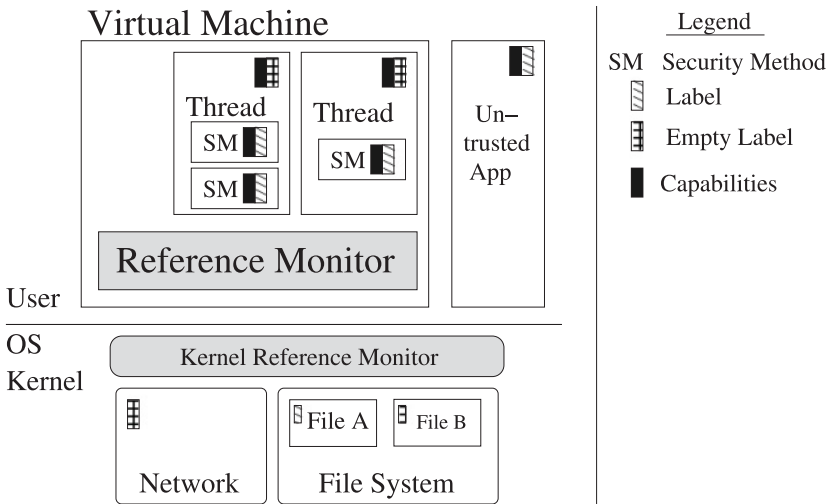 Virtual Machine
Thread
SM
SM
Thread
SM
Un–
trusted
App
Reference Monitor
User
OS
Kernel
Kernel Reference Monitor
Network
File A
File B
File System
Legend
SM Security Method
Label
Empty Label
Capabilities